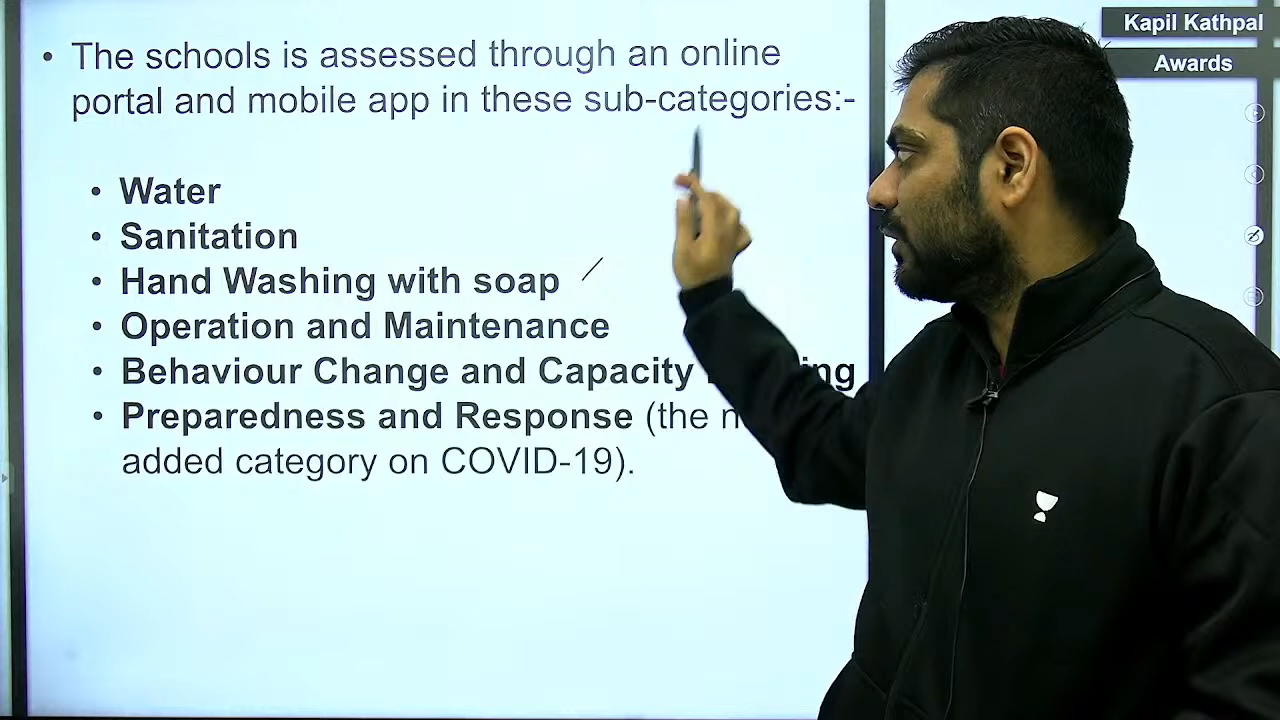 Kapil Kathpal
Awards
• The schools is assessed through an online
portal and mobile app in these sub-categories:-
• Water
• Sanitation
• Hand Washing with soap
• Operation and Maintenance
• Behaviour Change and Capacity
• Preparedness and Response (the
added category on COVID-19).